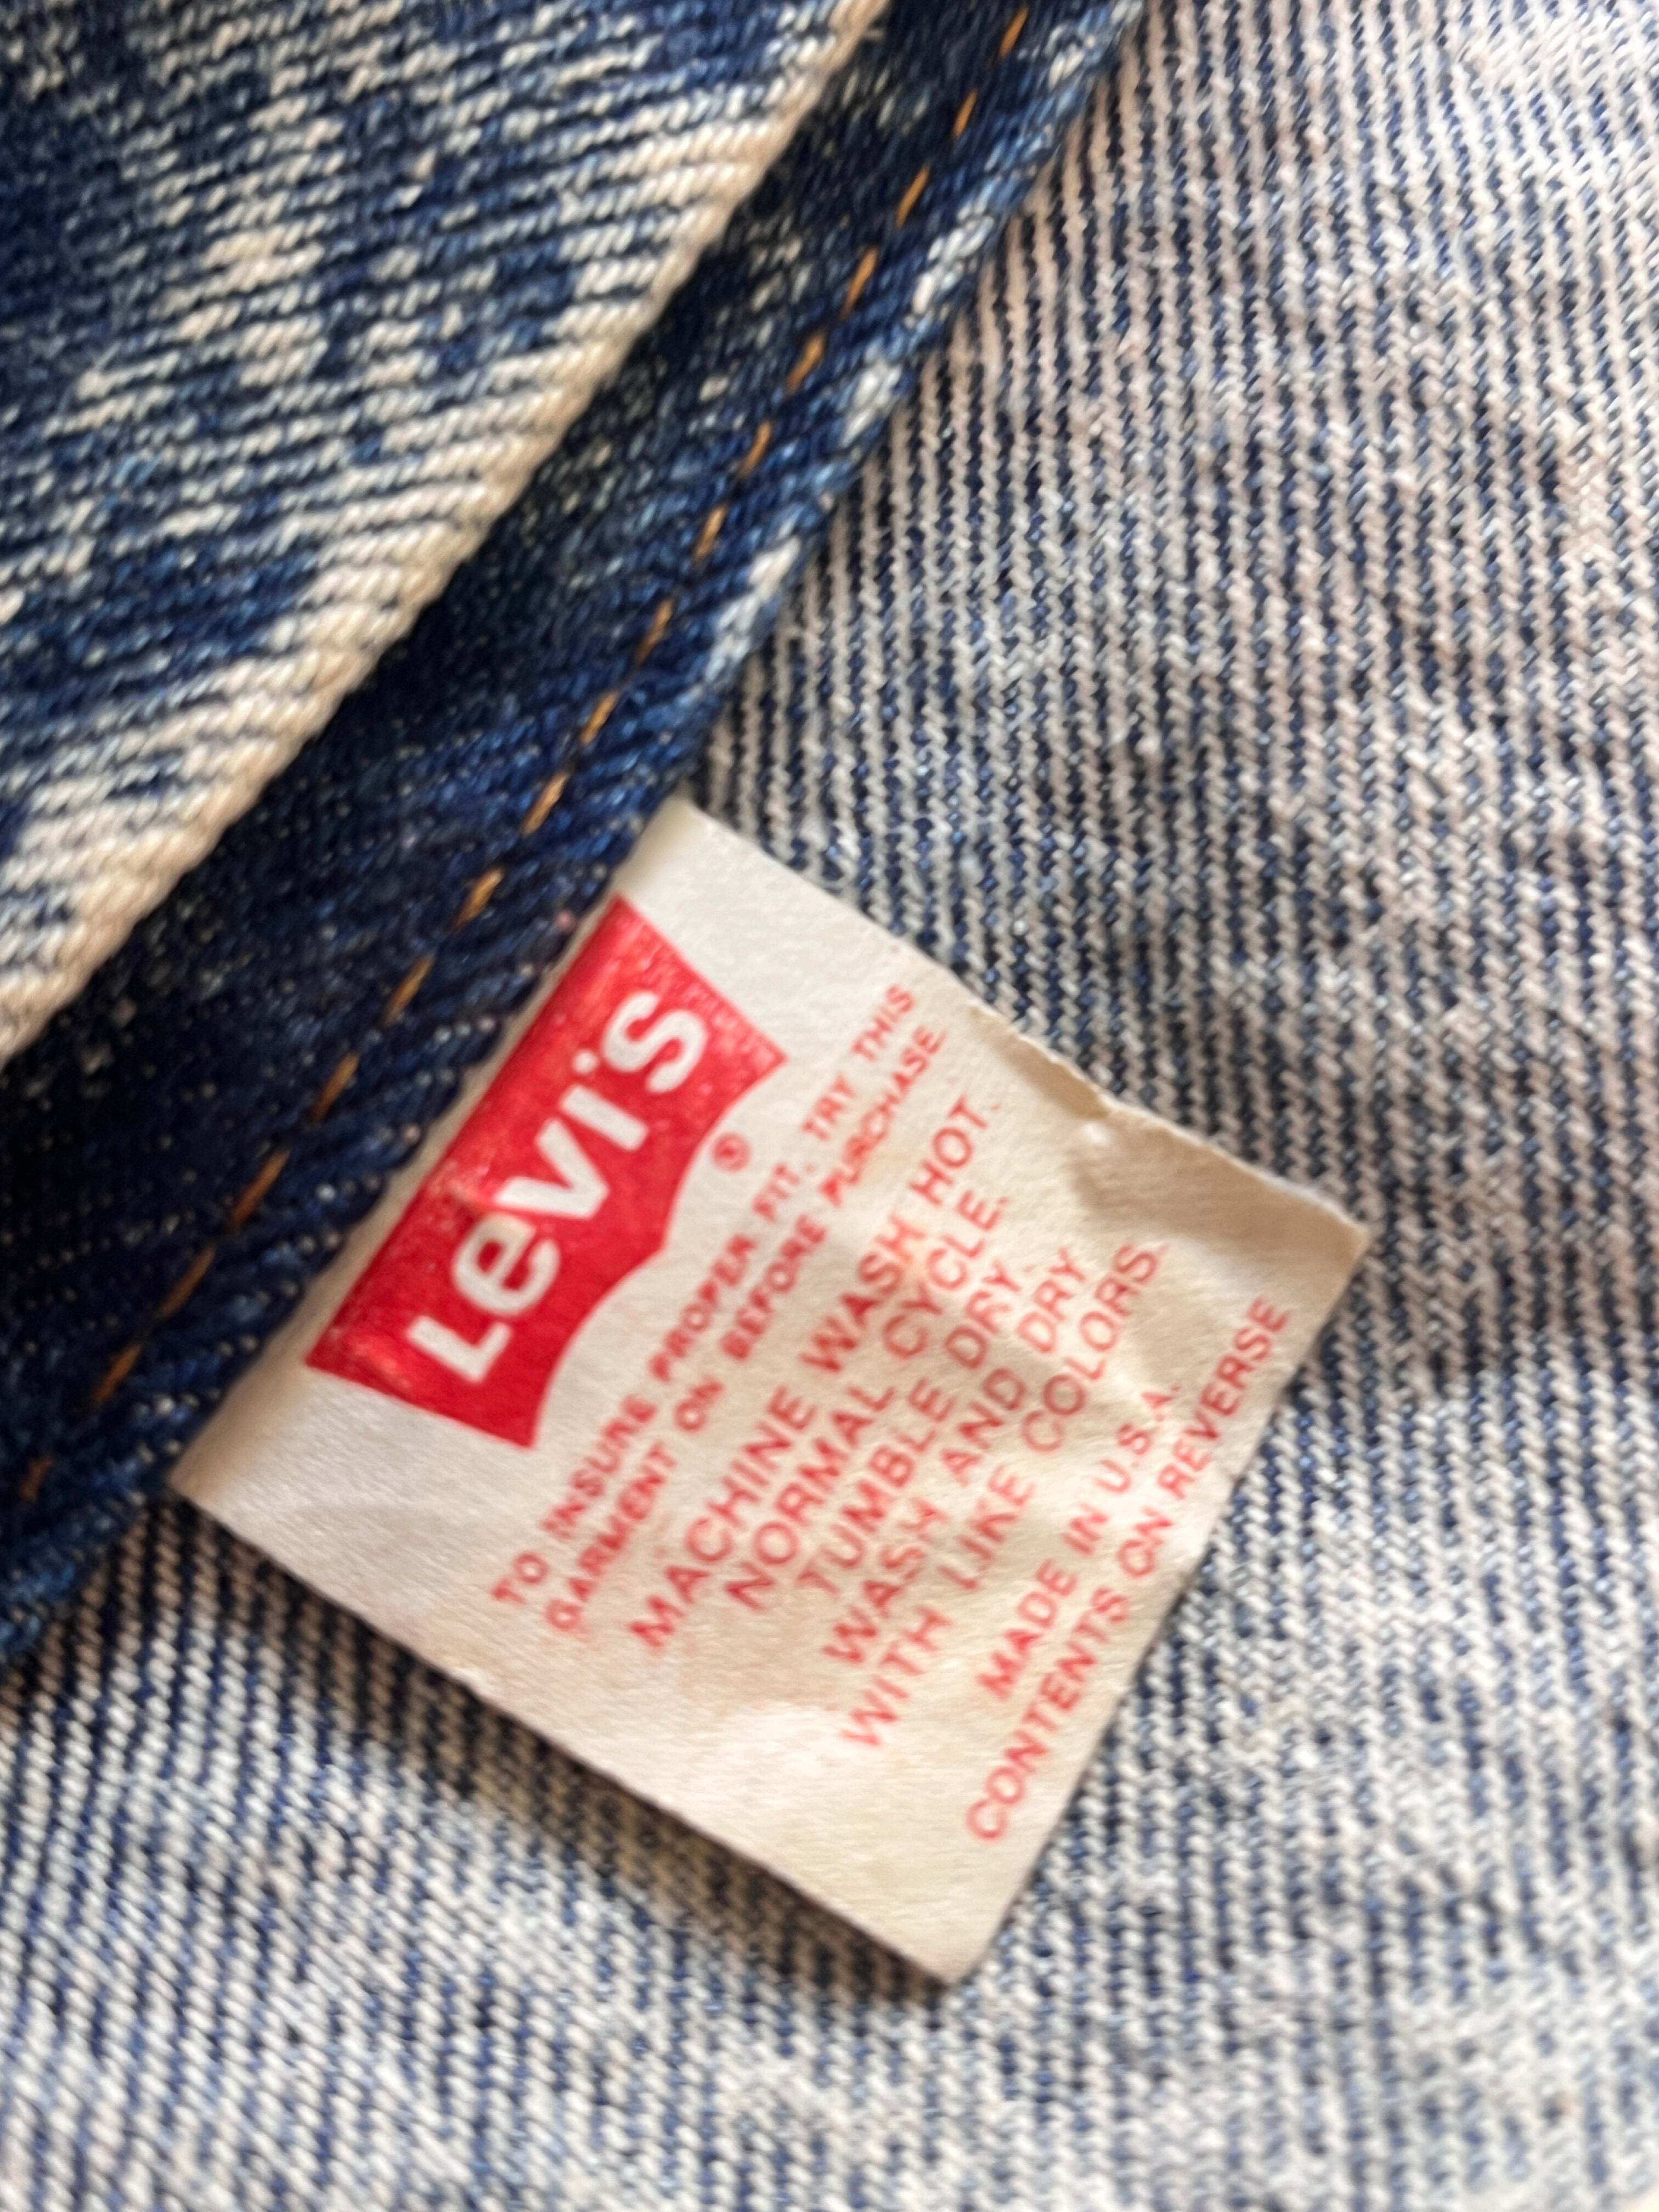 Levi's
®
TO INSURE PROPER FIT, TRY THIS
GARMENT ON BEFORE PURCHASE.
MACHINE WASH HOT.
NORMAL CYCLE.
TUMBLE DRY.
WASH AND DRY
WITH LIKE COLORS.
MADE IN U.S.A.
CONTENTS ON REVERSE